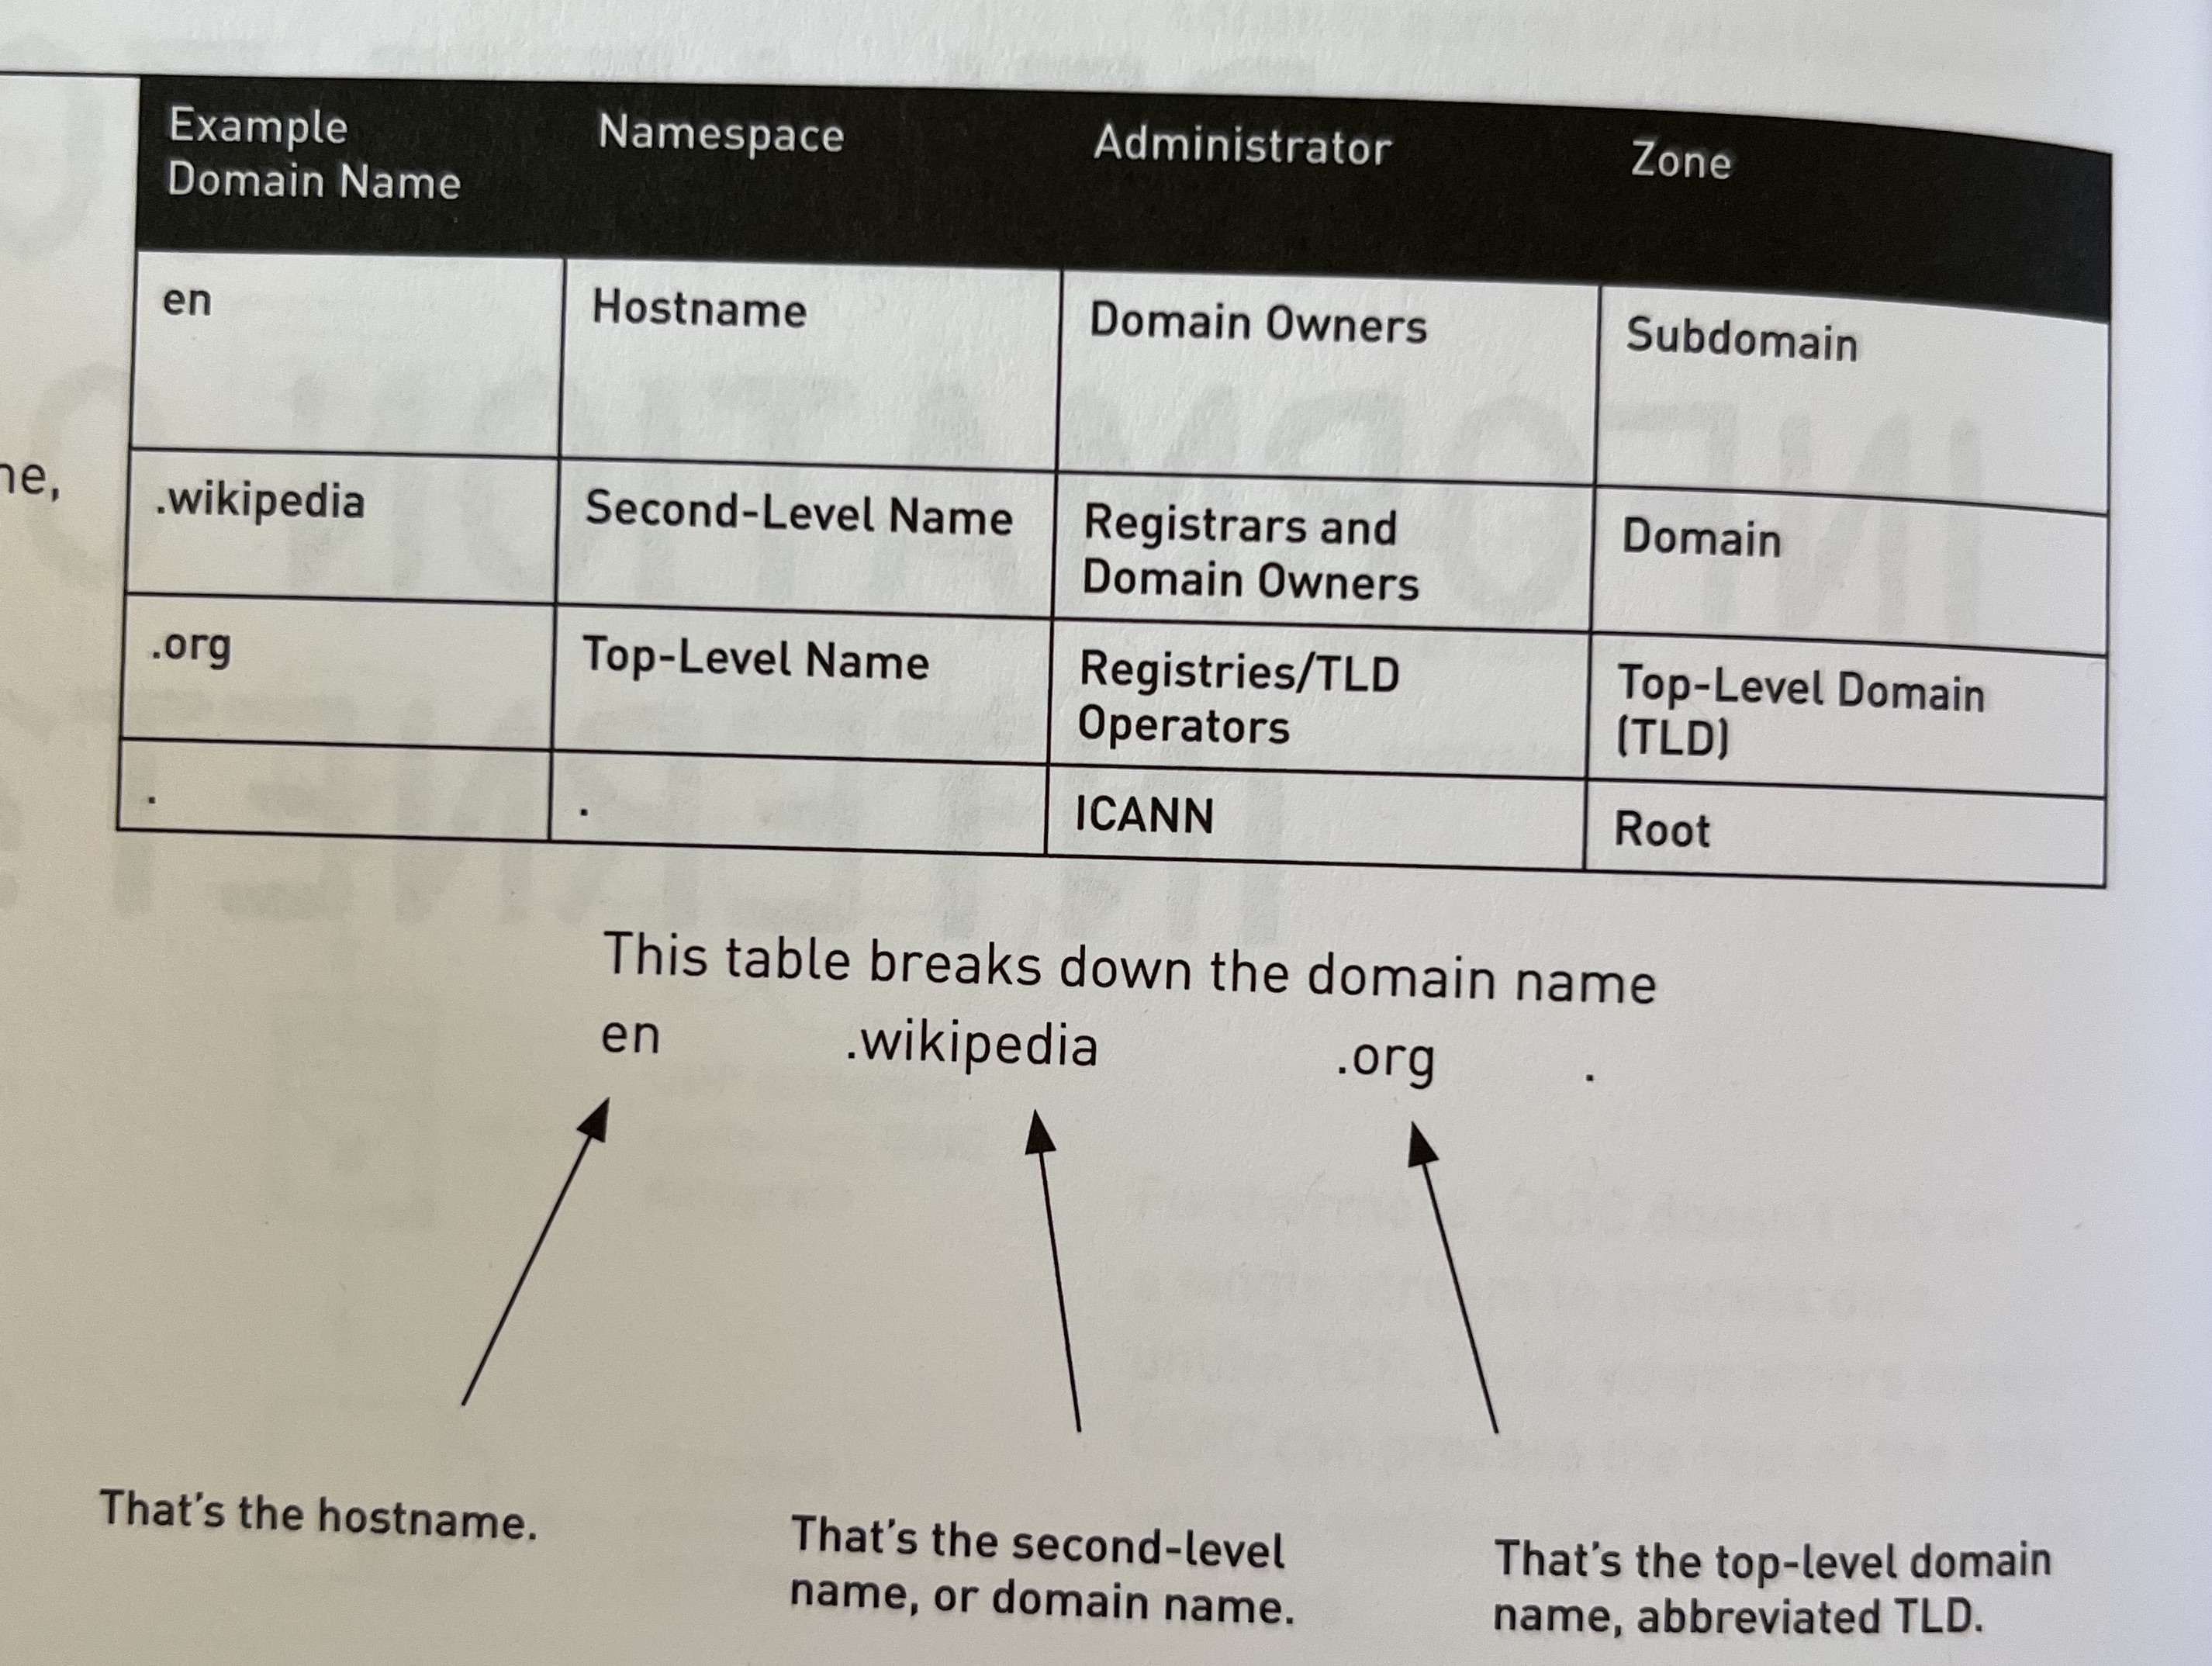 Example
Domain Name
Namespace
Administrator
Zone
en
Hostname
Domain Owners
Subdomain
.wikipedia
Second-Level Name
Registrars and
Domain Owners
Domain
.org
Top-Level Name
Registries/TLD
Operators
Top-Level Domain
(TLD)
.
.
ICANN
Root
This table breaks down the domain name
en .wikipedia .org .
That's the hostname.
That's the second-level
name, or domain name.
That's the top-level domain
name, abbreviated TLD.